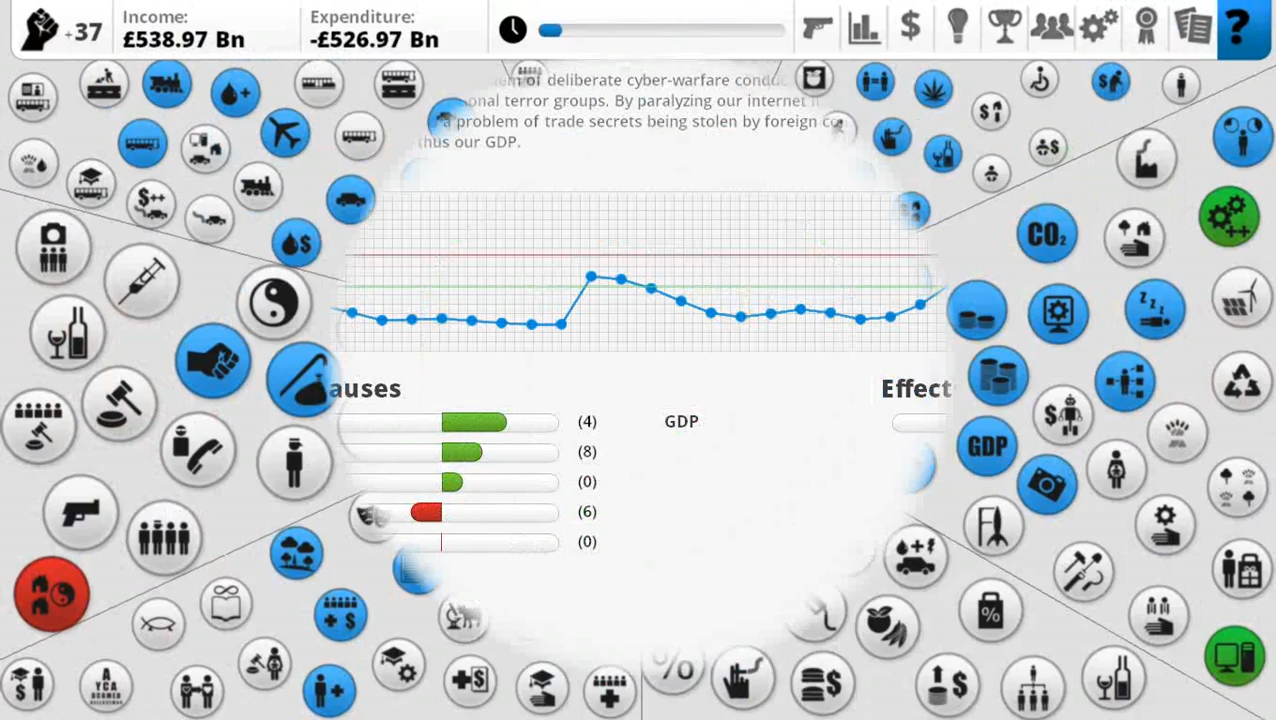 Income:
Expenditure:
+37
£538.97 Bn
-£526.97 Bn
?
of deliberate cyber-warfare
terror groups. By paralyzing our internet
a problem of trade secrets being stolen by foreign
thus our GDP.
CO₂
Effect
(4)
GDP
(8)
GDP
(0)
(6)
(0)